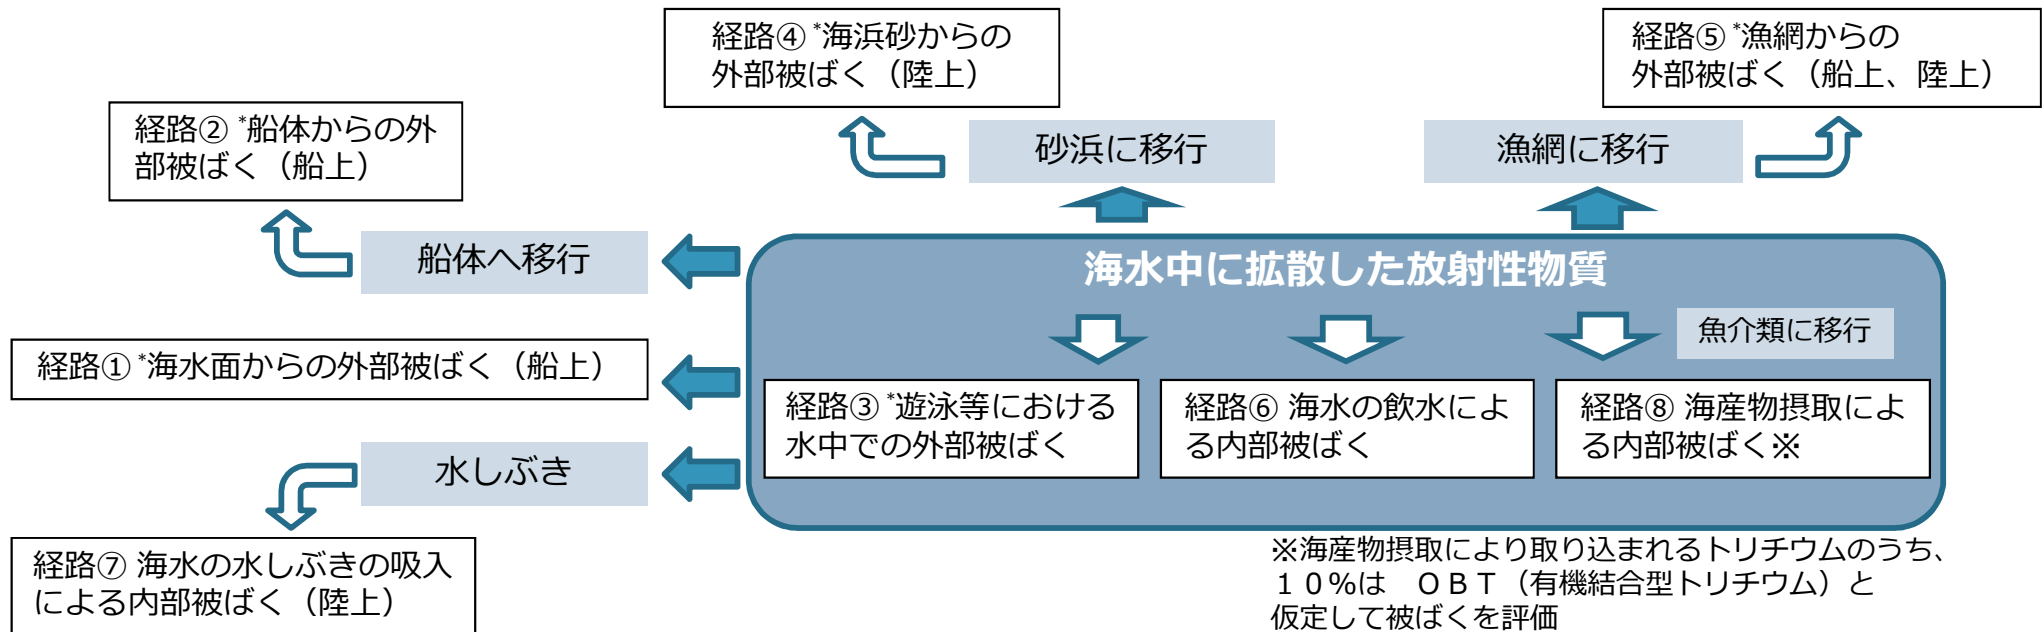 経路④ *海浜砂からの
外部被ばく（陸上）
経路⑤ *漁網からの
外部被ばく（船上、陸上）
経路② *船体からの外
部被ばく（船上）
砂浜に移行
漁網に移行
船体へ移行
海水中に拡散した放射性物質
魚介類に移行
経路① *海水面からの外部被ばく（船上）
経路③ *遊泳等における
水中での外部被ばく
経路⑥ 海水の飲水によ
る内部被ばく
経路⑧ 海産物摂取によ
る内部被ばく※
水しぶき
経路⑦ 海水の水しぶきの吸入
による内部被ばく（陸上）
※海産物摂取により取り込まれるトリチウムのうち、
１０％は　ＯＢＴ（有機結合型トリチウム）と
仮定して被ばくを評価